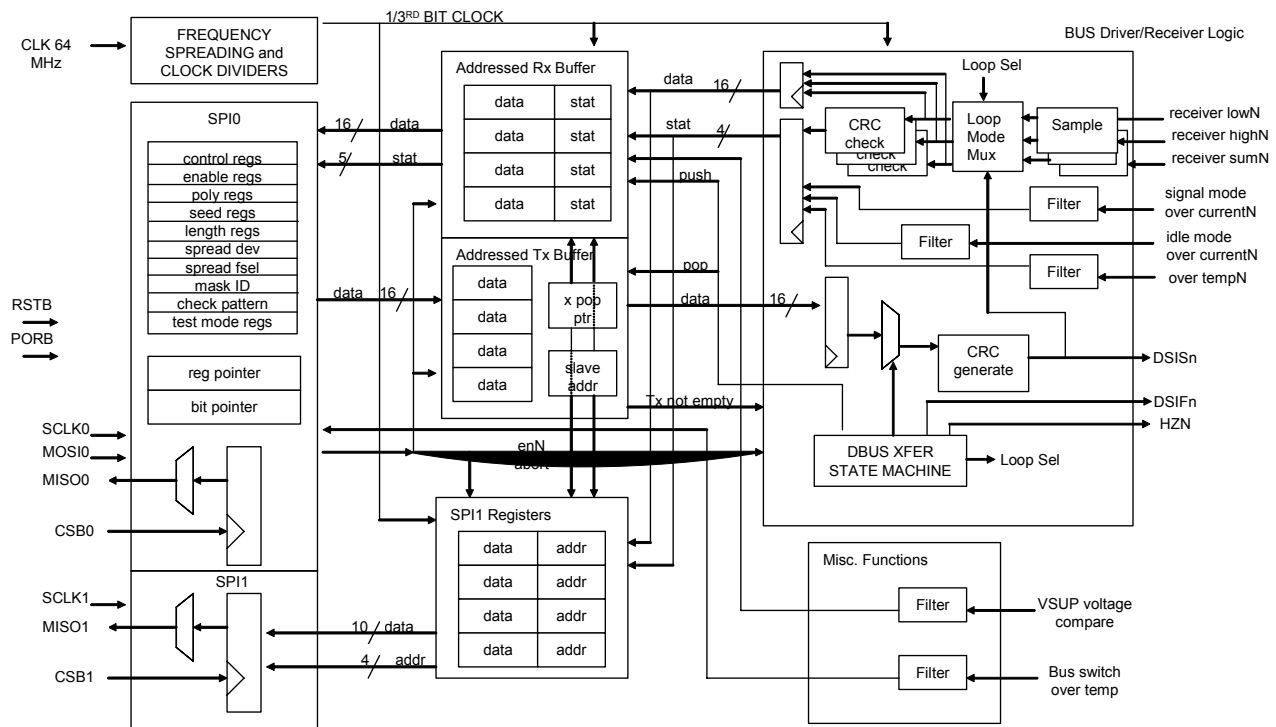 1/3RD BIT CLOCK
CLK 64
MHz
FREQUENCY
SPREADING and
CLOCK DIVIDERS
BUS Driver/Receiver Logic
SPI0
control regs
enable regs
poly regs
seed regs
length regs
spread dev
spread fsel
mask ID
check pattern
test mode regs
reg pointer
bit pointer
RSTB
PORB
SCLK0
MOSI0
MISO0
CSB0
SPI1
SCLK1
MISO1
CSB1
16 data
5 stat
data 16
10 data
4 addr
Addressed Rx Buffer
data stat
data stat
data stat
data stat
Addressed Tx Buffer
data
data
data
data
x pop
ptr
slave
addr
data
16
stat
4
push
pop
data 16
Tx not empty
enN
abort
SPI1 Registers
data addr
data addr
data addr
data addr
Loop Sel
CRC
check
check
check
Loop
Mode
Mux
Sample
receiver lowN
receiver highN
receiver sumN
Filter
signal mode
over currentN
Filter
idle mode
over currentN
Filter
over tempN
CRC
generate
DSISn
DSIFn
HZN
DBUS XFER
STATE MACHINE
Loop Sel
Misc. Functions
Filter
VSUP voltage
compare
Filter
Bus switch
over temp